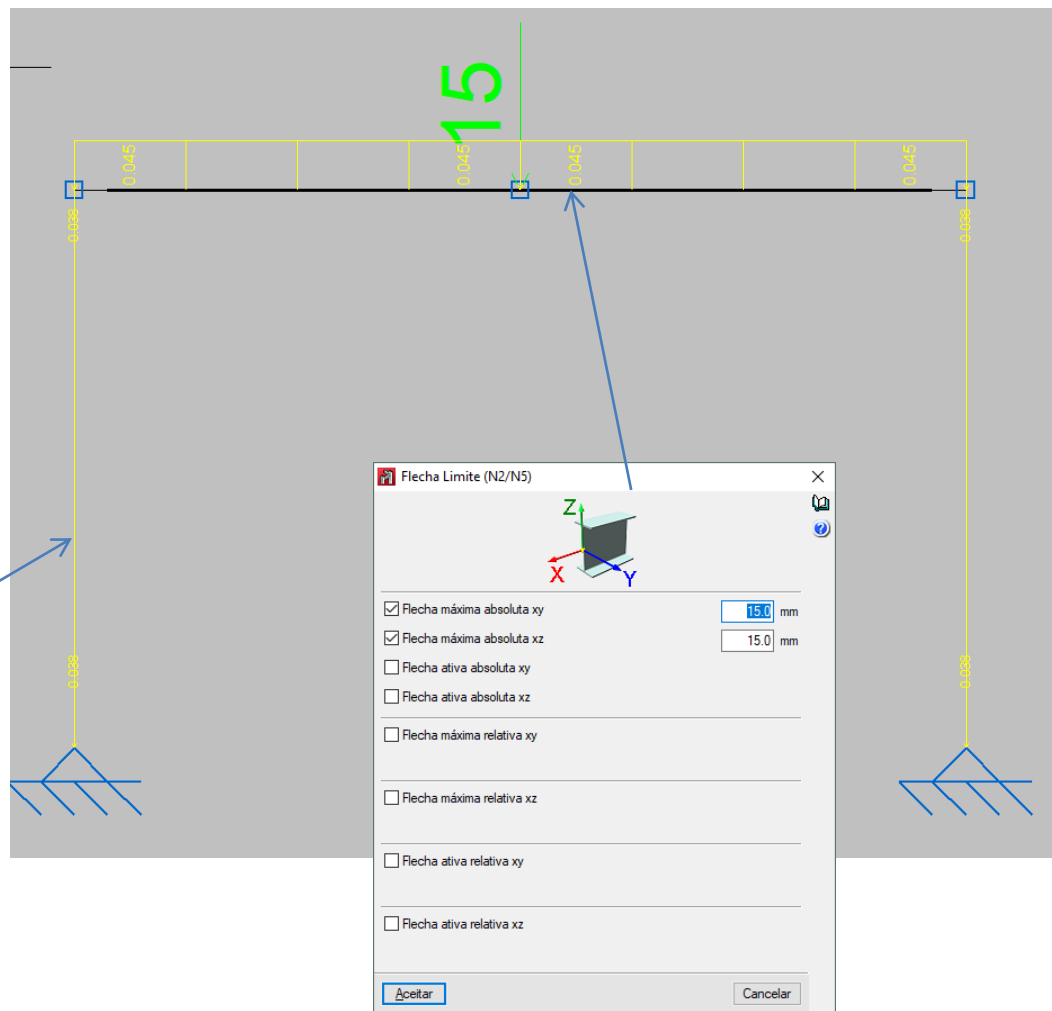 15
0.045
0.045
0.045
0.045
0.038
0.038
0.038
0.038
Flecha Limite (N2/N5)
Z
X
Y
Flecha máxima absoluta xy 15.0 mm
Flecha máxima absoluta xz 15.0 mm
Flecha ativa absoluta xy
Flecha ativa absoluta xz
Flecha máxima relativa xy
Flecha máxima relativa xz
Flecha ativa relativa xy
Flecha ativa relativa xz
Aceitar Cancelar